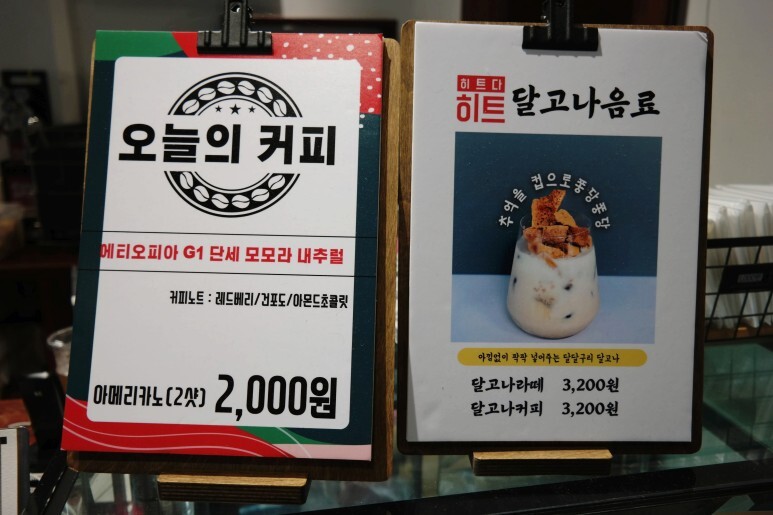 오늘의 커피
에티오피아 G1 단세 모모라 내추럴
커피노트 : 레드베리/건포도/아몬드초콜릿
아메리카노(2샷) 2,000원
히트다
히트 달고나음료
추억을 컵으로퐁당퐁당
아낌없이 팍팍 넣어주는 달달구리 달고나
달고나라떼 3,200원
달고나커피 3,200원